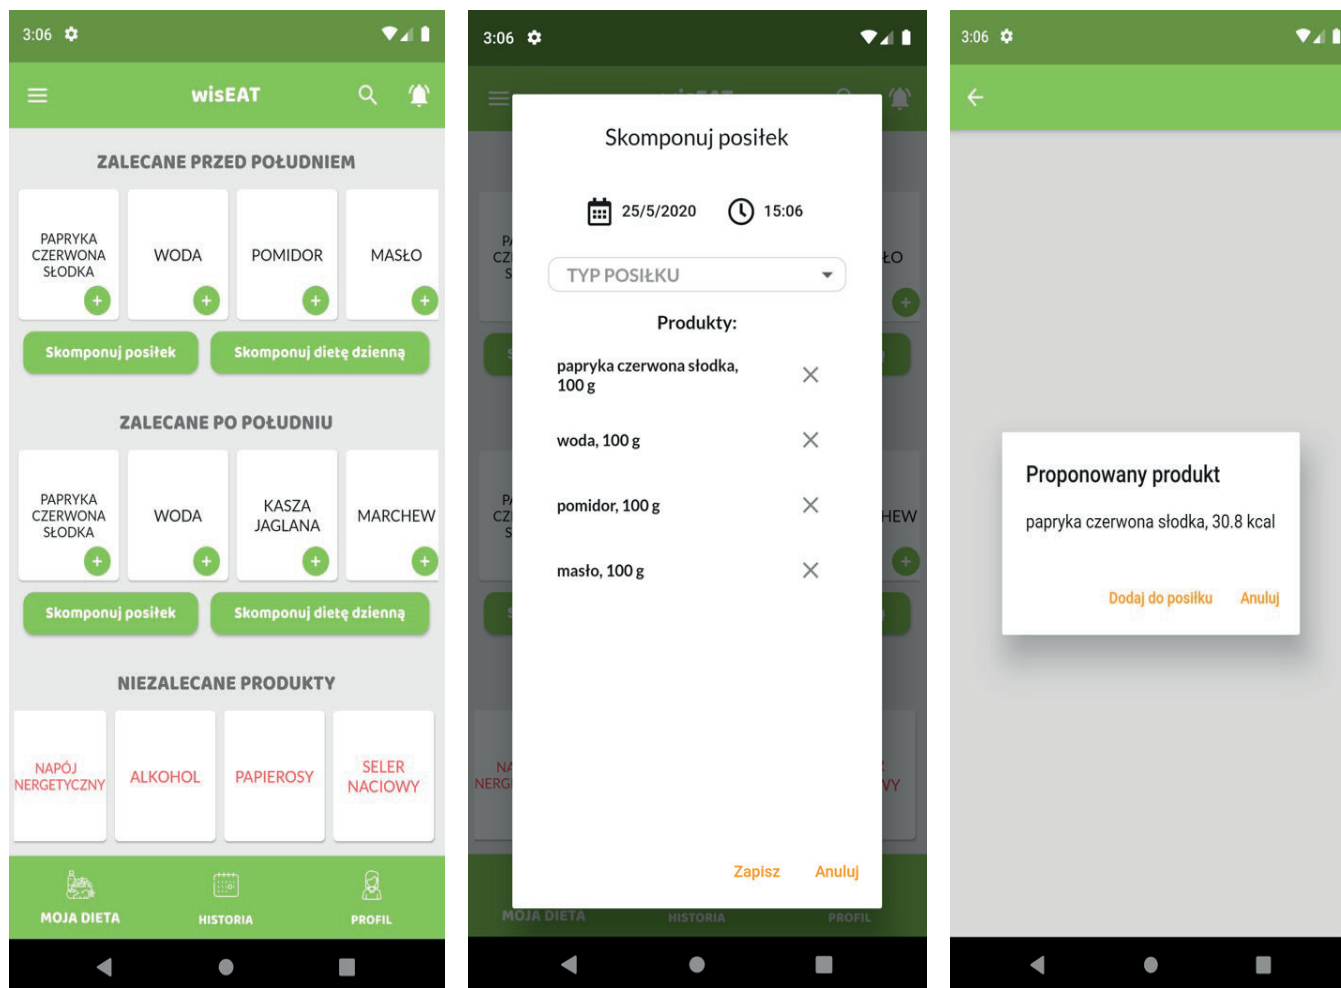 3:06
wisEAT
ZALECANE PRZED POŁUDNIEM
PAPRYKA
CZERWONA
SŁODKA
WODA
POMIDOR
MASŁO
Skomponuj posiłek
Skomponuj dietę dzienną
ZALECANE PO POŁUDNIU
PAPRYKA
CZERWONA
SŁODKA
WODA
KASZA
JAGLANA
MARCHEW
Skomponuj posiłek
Skomponuj dietę dzienną
NIEZALECANE PRODUKTY
NAPÓJ
NERGETYCZNY
ALKOHOL
PAPIEROSY
SELER
NACIOWY
MOJA DIETA
HISTORIA
PROFIL
3:06
Skomponuj posiłek
25/5/2020
15:06
TYP POSIŁKU
Produkty:
papryka czerwona słodka,
100 g
woda, 100 g
pomidor, 100 g
masło, 100 g
Zapisz
Anuluj
MOJA DIETA
HISTORIA
PROFIL
3:06
Proponowany produkt
papryka czerwona słodka, 30.8 kcal
Dodaj do posiłku
Anuluj